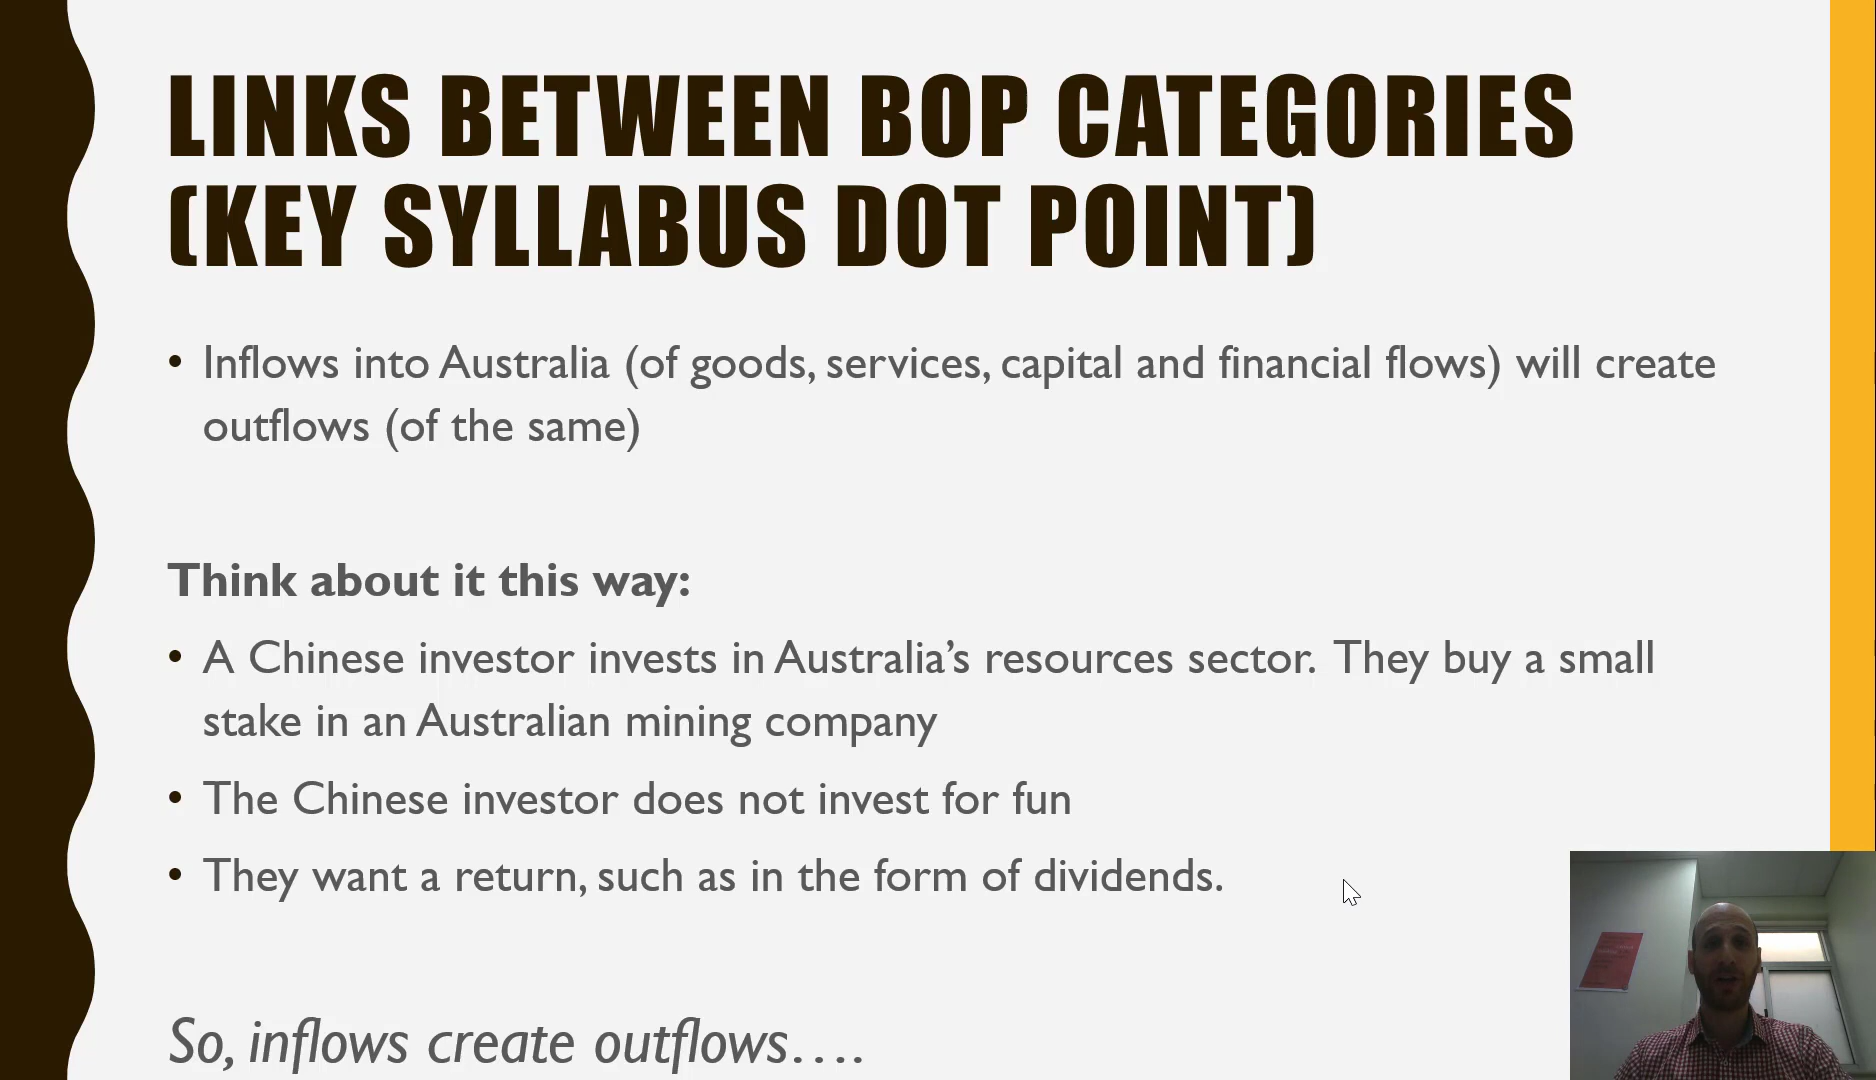 LINKS BETWEEN BOP CATEGORIES
(KEY SYLLABUS DOT POINT)
• Inflows into Australia (of goods, services, capital and financial flows) will create
outflows (of the same)
Think about it this way:
• A Chinese investor invests in Australia’s resources sector. They buy a small
stake in an Australian mining company
• The Chinese investor does not invest for fun
• They want a return, such as in the form of dividends.
So, inflows create outflows….